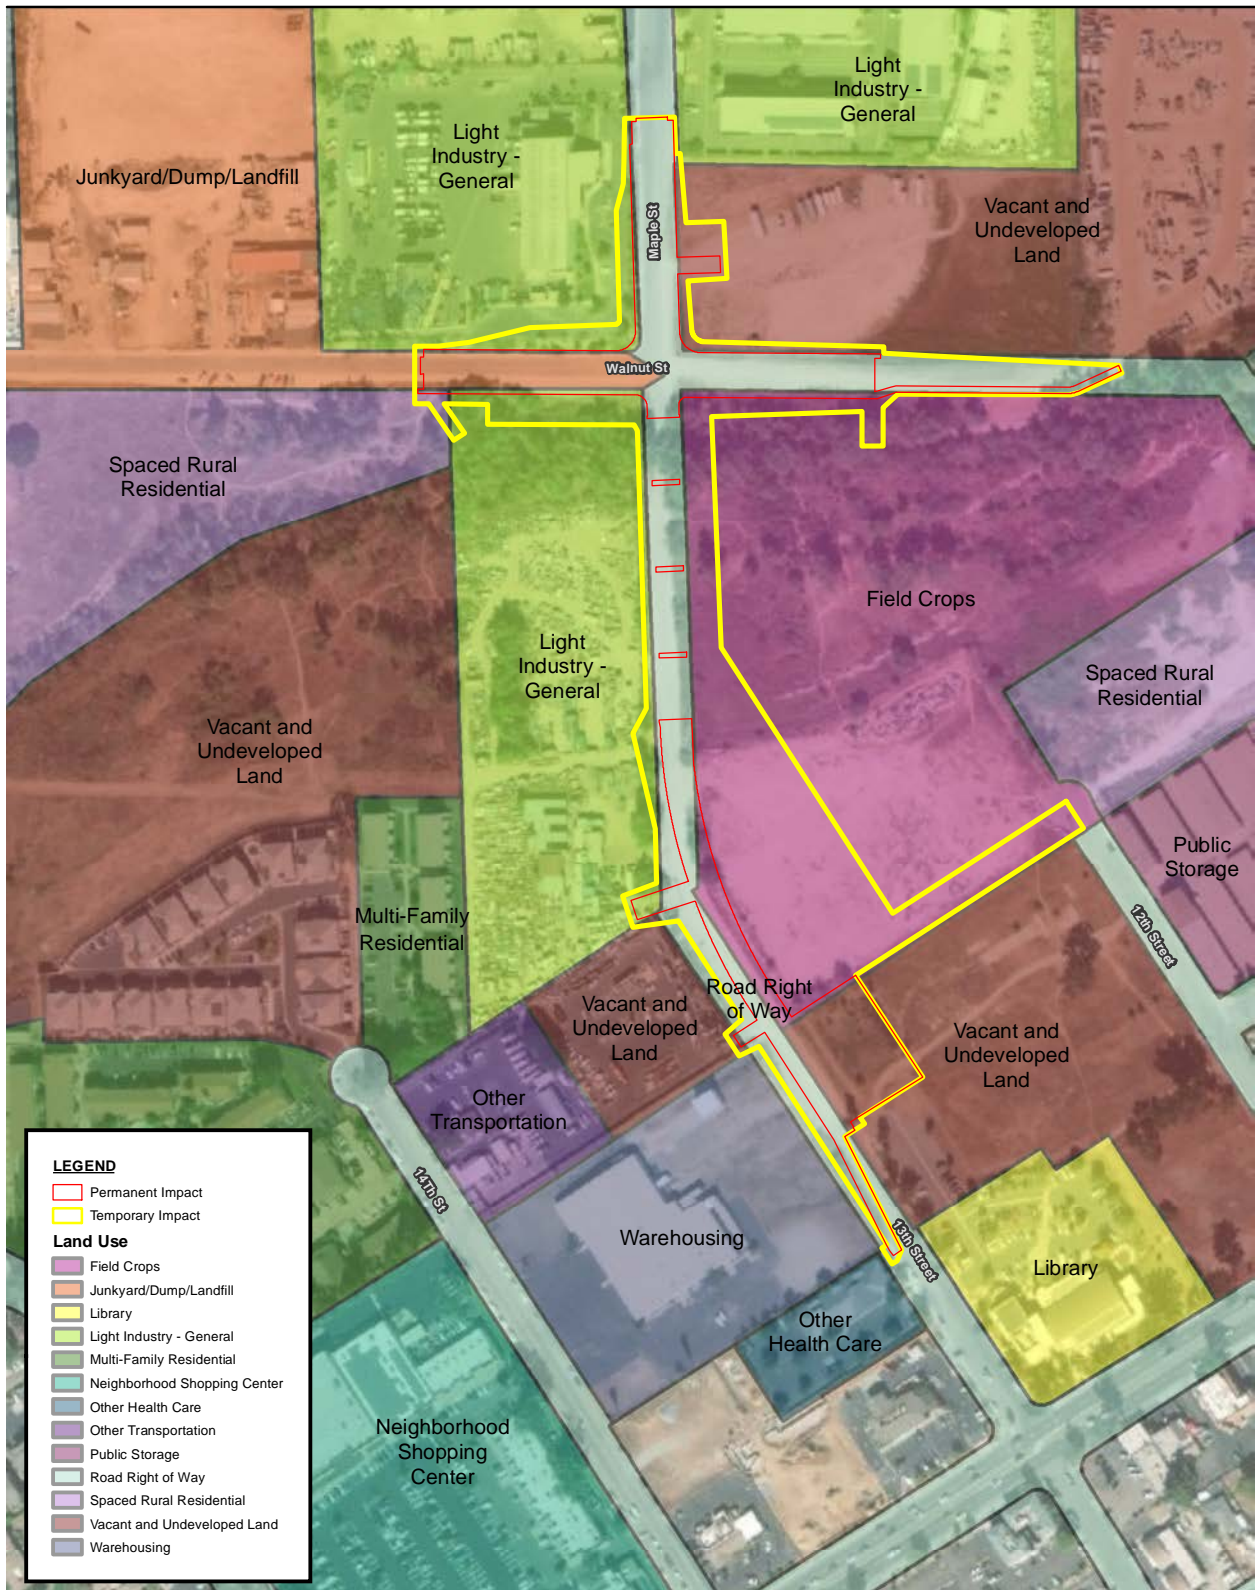 Light
Industry -
General
Light
Industry -
General
Junkyard/Dump/Landfill
Maple St
Vacant and
Undeveloped
Land
Walnut St
Spaced Rural
Residential
Field Crops
Light
Industry -
General
Spaced Rural
Residential
Vacant and
Undeveloped
Land
Public
Storage
Multi-Family
Residential
12th Street
Road Right
of Way
Vacant and
Undeveloped
Land
Vacant and
Undeveloped
Land
Other
Transportation
14Th St
Warehousing
13th Street
Library
Other
Health Care
Neighborhood
Shopping
Center
LEGEND
Permanent Impact
Temporary Impact
Land Use
Field Crops
Junkyard/Dump/Landfill
Library
Light Industry - General
Multi-Family Residential
Neighborhood Shopping Center
Other Health Care
Other Transportation
Public Storage
Road Right of Way
Spaced Rural Residential
Vacant and Undeveloped Land
Warehousing